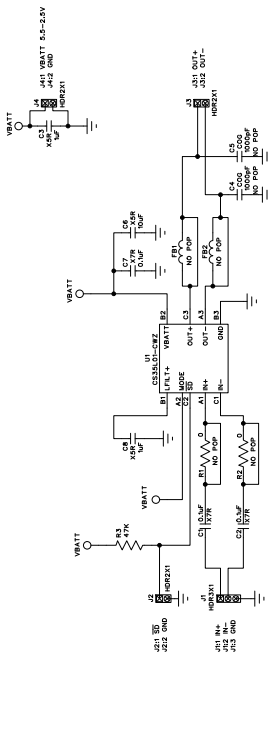 J4:1 VBATT 5.5-2.5V
J4:2 GND
J4
HDR2X1
VBATT
C3
X5R
1uF
J3:1 OUT+
J3:2 OUT-
J3
HDR2X1
C5
COG
1000pF
NO POP
C4
COG
1000pF
NO POP
FB1
NO POP
FB2
NO POP
VBATT
C6
X5R
10uF
C7
X7R
0.1uF
U1
CS35L01-CWZ
B2
VBATT
C3
OUT+
A3
OUT-
B3
GND
B1
LFILT+
A2
MODE
C2
SD
A1
IN+
C1
IN-
C8
X5R
1uF
VBATT
R1
0
NO POP
R2
0
NO POP
C1
0.1uF
X7R
C2
0.1uF
X7R
VBATT
R3
47K
J2
HDR2X1
J2:1 SD
J2:2 GND
J1
HDR3X1
J1:1 IN+
J1:2 IN-
J1:3 GND